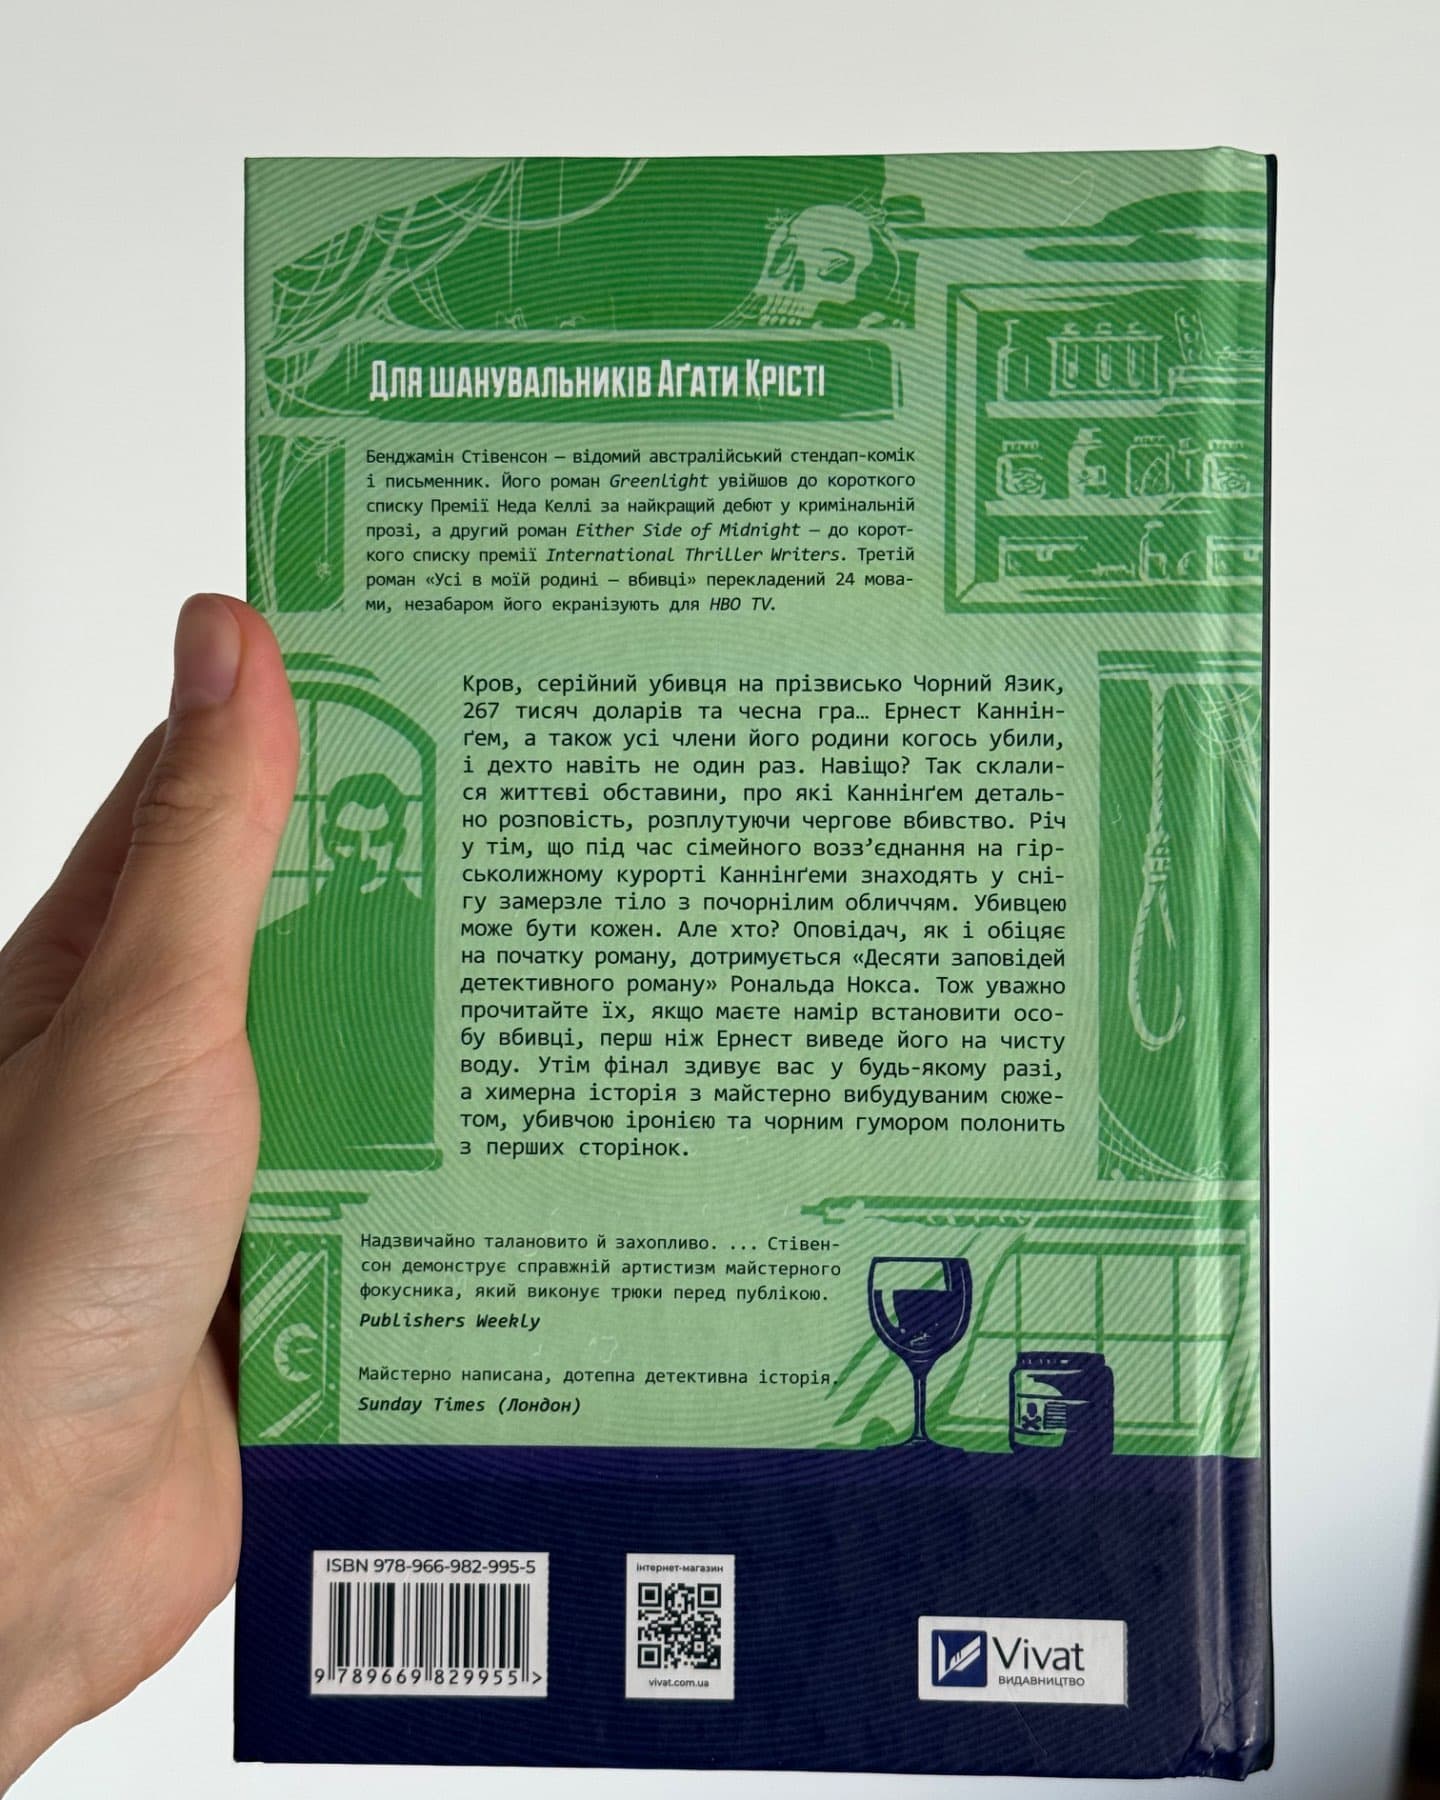 Для шанувальників Аґати Крісті
Бенджамін Стівенсон — відомий австралійський стендап-комік
і письменник. Його роман Greenlight увійшов до короткого
списку Премії Неда Келлі за найкращий дебют у кримінальній
прозі, а другий роман Either Side of Midnight — до корот-
кого списку премії International Thriller Writers. Третій
роман «Усі в моїй родині — вбивці» перекладений 24 мова-
ми, незабаром його екранізують для HBO TV.
Кров, серійний убивця на прізвисько Чорний Язик,
267 тисяч доларів та чесна гра… Ернест Каннін-
ґем, а також усі члени його родини когось убили,
і дехто навіть не один раз. Навіщо? Так склали-
ся життєві обставини, про які Каннінґем деталь-
но розповість, розплутуючи чергове вбивство. Річ
у тім, що під час сімейного возз’єднання на гір-
ськолижному курорті Каннінґеми знаходять у сні-
гу замерзле тіло з почорнілим обличчям. Убивцею
може бути кожен. Але хто? Оповідач, як і обіцяє
на початку роману, дотримується «Десяти заповідей
детективного роману» Рональда Нокса. Тож уважно
прочитайте їх, якщо маєте намір встановити осо-
бу вбивці, перш ніж Ернест виведе його на чисту
воду. Утім фінал здивує вас у будь-якому разі,
а химерна історія з майстерно вибудуваним сюже-
том, убивчою іронією та чорним гумором полонить
з перших сторінок.
Надзвичайно талановито й захопливо. ... Стівен-
сон демонструє справжній артистизм майстерного
фокусника, який виконує трюки перед публікою.
Publishers Weekly
Майстерно написана, дотепна детективна історія.
Sunday Times (Лондон)
ISBN 978-966-982-995-5
9 789669 829955 >
інтернет-магазин
vivat.com.ua
Vivat
ВИДАВНИЦТВО